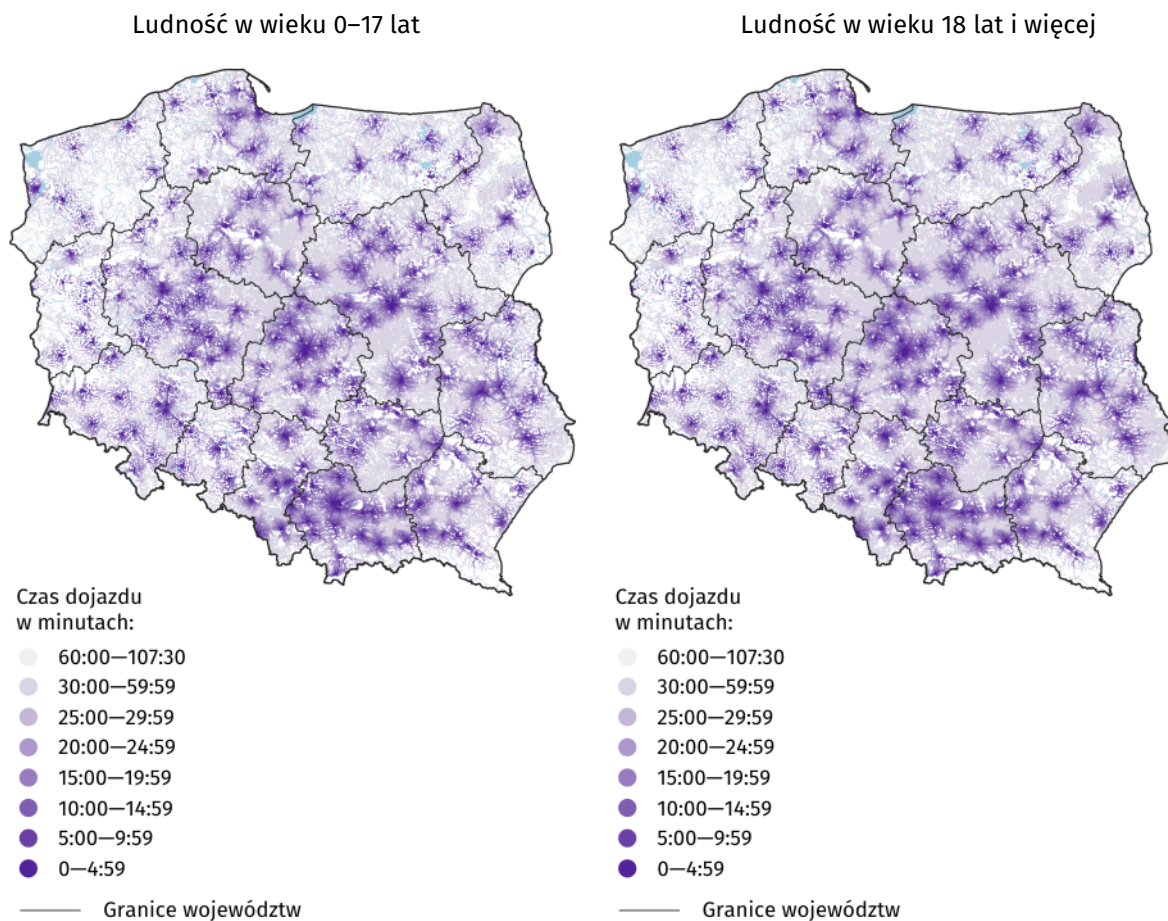 Ludność w wieku 0–17 lat
Ludność w wieku 18 lat i więcej
Czas dojazdu
w minutach:
60:00—107:30
30:00—59:59
25:00—29:59
20:00—24:59
15:00—19:59
10:00—14:59
5:00—9:59
0—4:59
Granice województw
Czas dojazdu
w minutach:
60:00—107:30
30:00—59:59
25:00—29:59
20:00—24:59
15:00—19:59
10:00—14:59
5:00—9:59
0—4:59
Granice województw